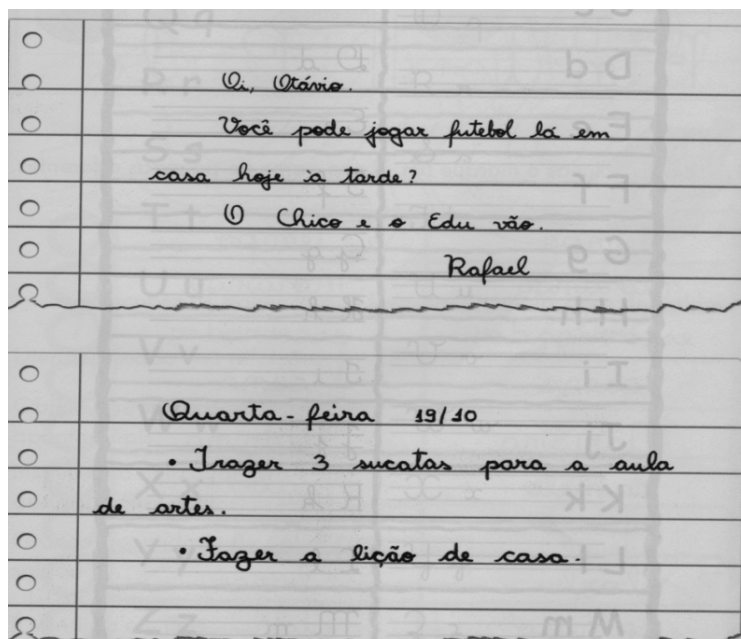 Oi, Otávio.
Você pode jogar futebol lá em
casa hoje à tarde?
O Chico e o Edu vão.
Rafael
Quarta-feira 19/10
• Trazer 3 sucatas para a aula
de artes.
• Fazer a lição de casa.